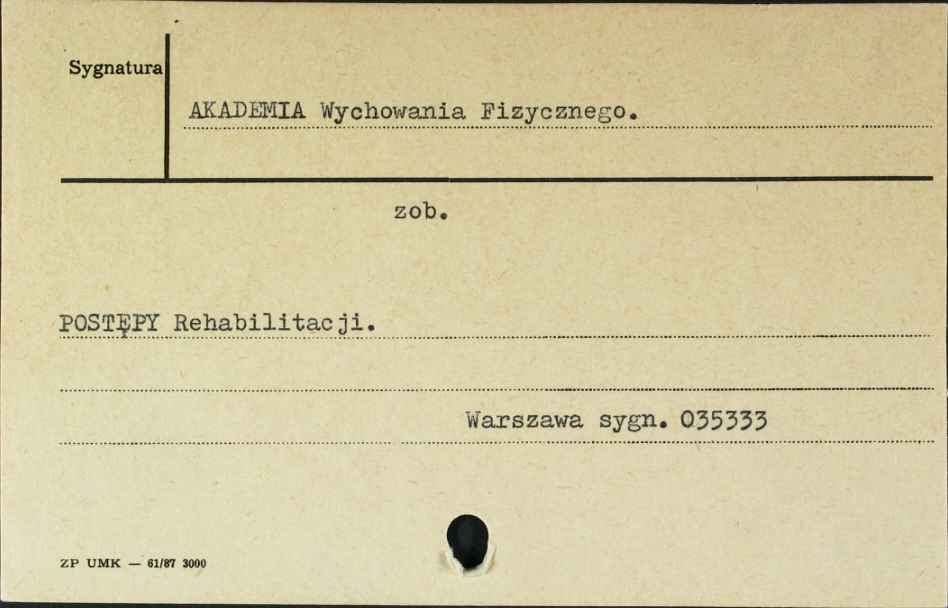 Sygnatura
AKADEMIA Wychowania Fizycznego.
zob.
POSTĘPY Rehabilitacji.
Warszawa sygn. 035333
ZP UMK — 61/87 3000